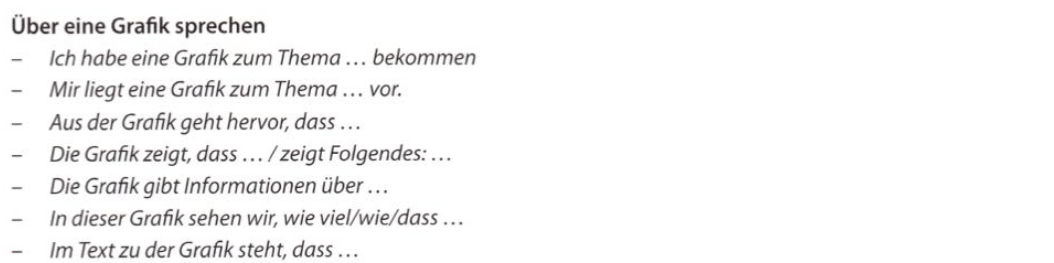 Über eine Grafik sprechen
– Ich habe eine Grafik zum Thema … bekommen
– Mir liegt eine Grafik zum Thema … vor.
– Aus der Grafik geht hervor, dass …
– Die Grafik zeigt, dass … / zeigt Folgendes: …
– Die Grafik gibt Informationen über …
– In dieser Grafik sehen wir, wie viel/wie/dass …
– Im Text zu der Grafik steht, dass …